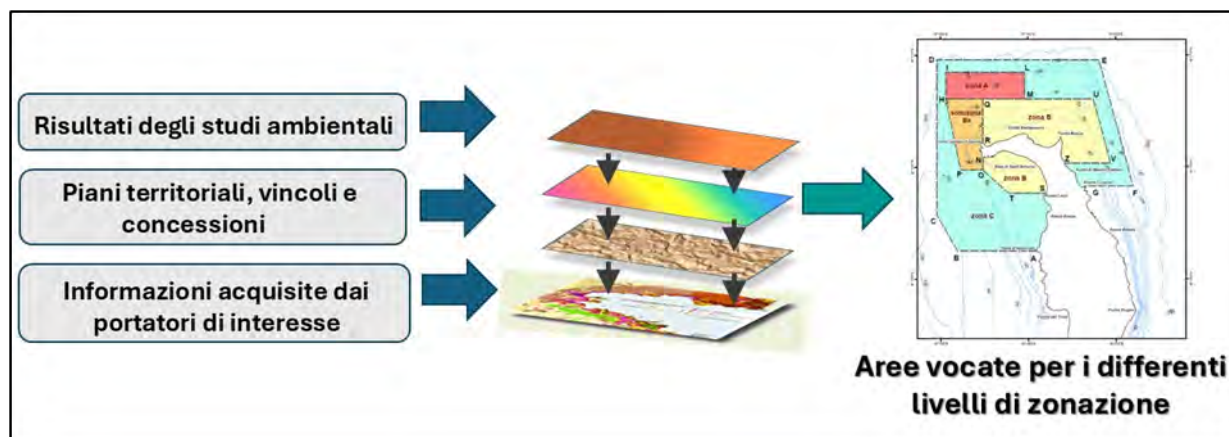 Risultati degli studi ambientali
Piani territoriali, vincoli e
concessioni
Informazioni acquisite dai
portatori di interesse
D
E
I
L
zona A
H
M
U
Q
zona B
R
N
P
O
Z
V
zona B
S
T
G
F
zona C
C
B
A
Aree vocate per i differenti
livelli di zonazione